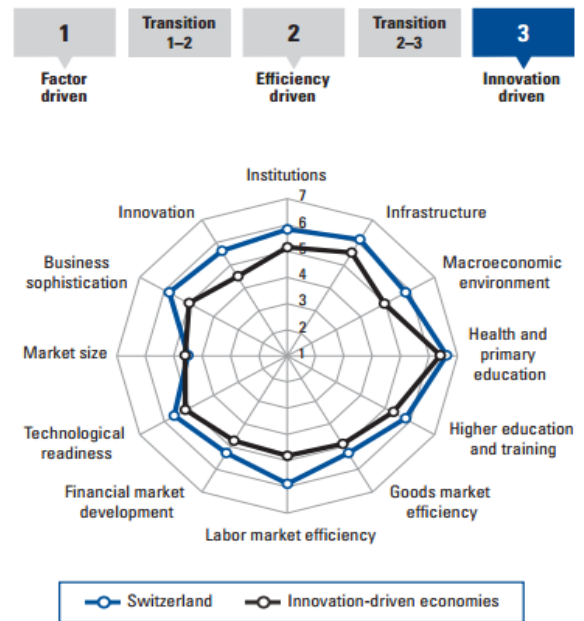 1
Transition
1–2
2
Transition
2–3
3
Factor
driven
Efficiency
driven
Innovation
driven
Institutions
7
Innovation
Infrastructure
6
Business
sophistication
5
Macroeconomic
environment
4
3
Market size
2
1
Health and
primary
education
Technological
readiness
Higher education
and training
Financial market
development
Goods market
efficiency
Labor market efficiency
Switzerland
Innovation-driven economies